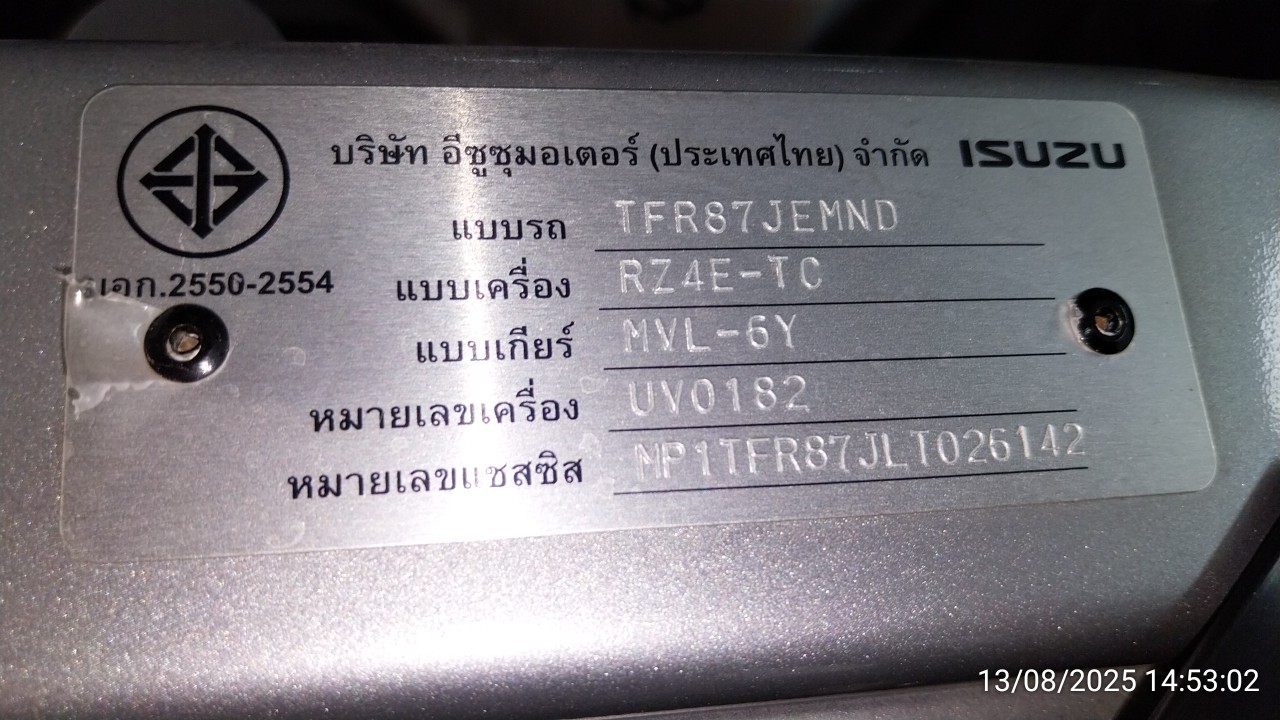 บริษัท อีซูซุมอเตอร์ (ประเทศไทย) จำกัด ISUZU
แบบรถ TFR87JEMND
มอก.2550-2554
แบบเครื่อง RZ4E-TC
แบบเกียร์ MVL-6Y
หมายเลขเครื่อง UV0182
หมายเลขแชสซิส MP1TFR87JLT026142
13/08/2025 14:53:02